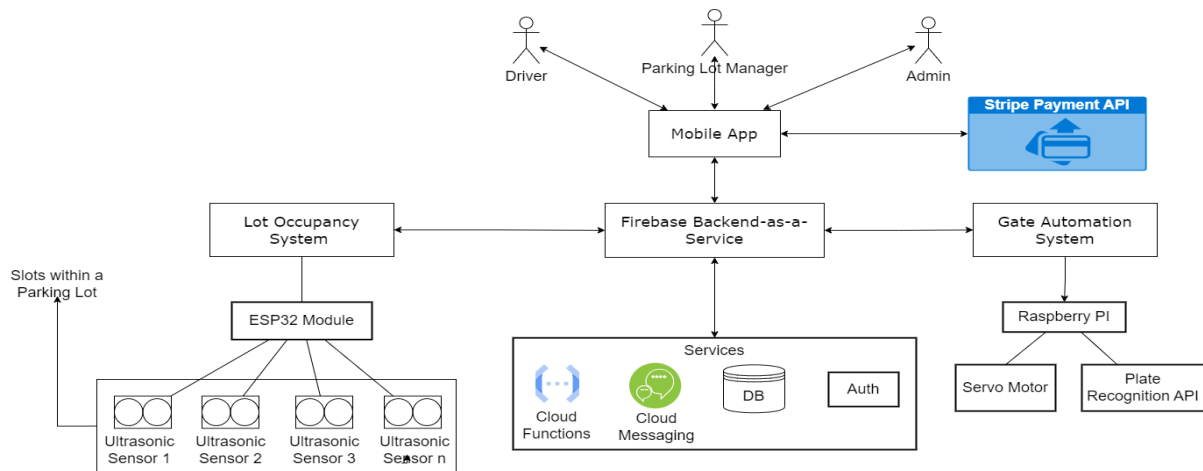 Driver
Parking Lot Manager
Admin
Stripe Payment API
Mobile App
Lot Occupancy
System
Firebase Backend-as-a-
Service
Gate Automation
System
Slots within a
Parking Lot
ESP32 Module
Raspberry PI
Services
Servo Motor
Plate
Recognition API
Cloud
Functions
Cloud
Messaging
DB
Auth
Ultrasonic
Sensor 1
Ultrasonic
Sensor 2
Ultrasonic
Sensor 3
Ultrasonic
Sensor n